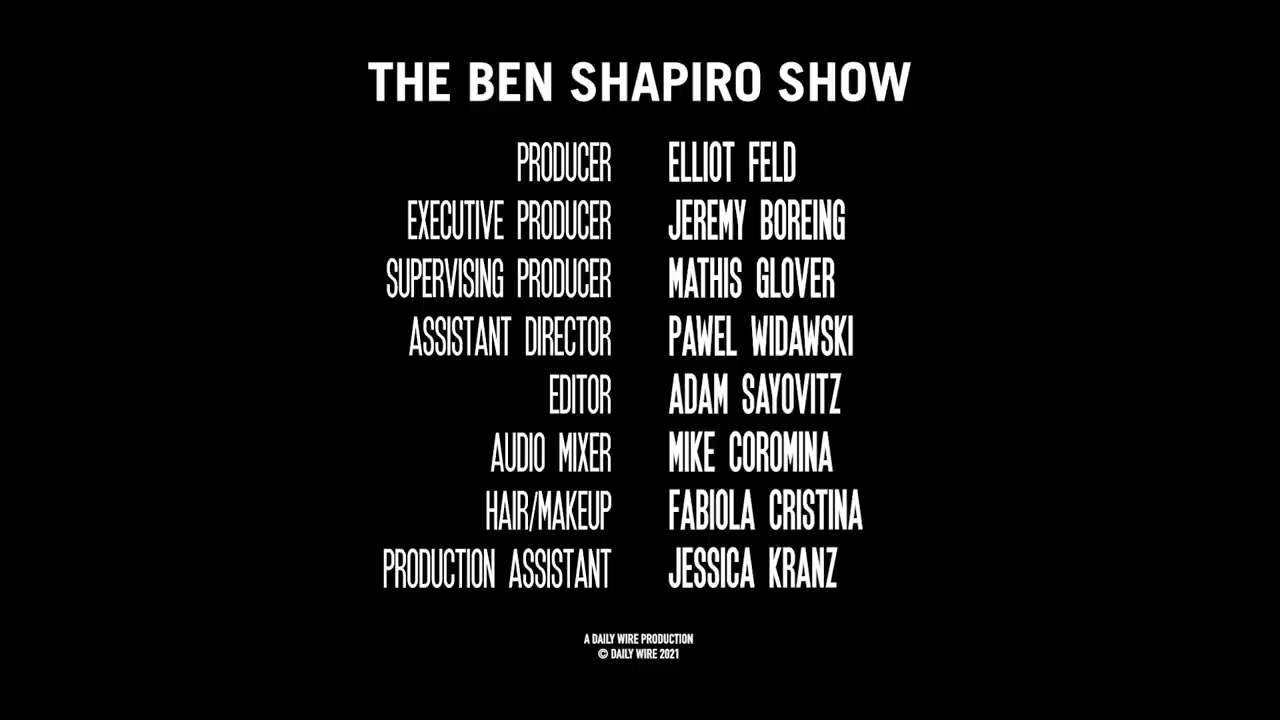 THE BEN SHAPIRO SHOW
PRODUCER ELLIOT FELD
EXECUTIVE PRODUCER JEREMY BOREING
SUPERVISING PRODUCER MATHIS GLOVER
ASSISTANT DIRECTOR PAWEL WIDAWSKI
EDITOR ADAM SAYOVITZ
AUDIO MIXER MIKE COROMINA
HAIR/MAKEUP FABIOLA CRISTINA
PRODUCTION ASSISTANT JESSICA KRANZ
A DAILY WIRE PRODUCTION
© DAILY WIRE 2021